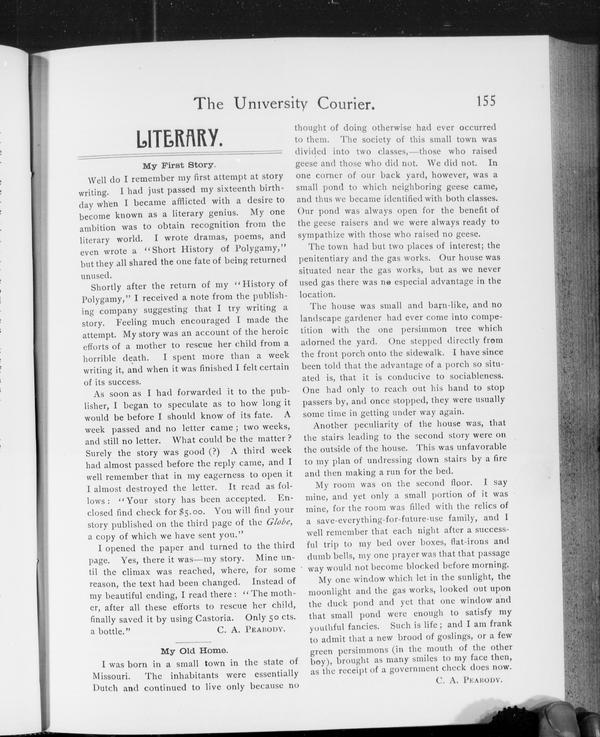 The University Courier.
155
LITERARY.
My First Story.
Well do I remember my first attempt at story
writing. I had just passed my sixteenth birth-
day when I became afflicted with a desire to
become known as a literary genius. My one
ambition was to obtain recognition from the
literary world. I wrote dramas, poems, and
even wrote a "Short History of Polygamy,"
but they all shared the one fate of being returned
unused.
Shortly after the return of my "History of
Polygamy," I received a note from the publish-
ing company suggesting that I try writing a
story. Feeling much encouraged I made the
attempt. My story was an account of the heroic
efforts of a mother to rescue her child from a
horrible death. I spent more than a week
writing it, and when it was finished I felt certain
of its success.
As soon as I had forwarded it to the pub-
lisher, I began to speculate as to how long it
would be before I should know of its fate. A
week passed and no letter came; two weeks,
and still no letter. What could be the matter?
Surely the story was good (?) A third week
had almost passed before the reply came, and I
well remember that in my eagerness to open it
I almost destroyed the letter. It read as fol-
lows: "Your story has been accepted. En-
closed find check for $5.00. You will find your
story published on the third page of the Globe,
a copy of which we have sent you."
I opened the paper and turned to the third
page. Yes, there it was—my story. Mine un-
til the climax was reached, where, for some
reason, the text had been changed. Instead of
my beautiful ending, I read there: "The moth-
er, after all these efforts to rescue her child,
finally saved it by using Castoria. Only 50 cts.
a bottle." C. A. PEABODY.
My Old Home.
I was born in a small town in the state of
Missouri. The inhabitants were essentially
Dutch and continued to live only because no
thought of doing otherwise had ever occurred
to them. The society of this small town was
divided into two classes,—those who raised
geese and those who did not. We did not. In
one corner of our back yard, however, was a
small pond to which neighboring geese came,
and thus we became identified with both classes.
Our pond was always open for the benefit of
the geese raisers and we were always ready to
sympathize with those who raised no geese.
The town had but two places of interest; the
penitentiary and the gas works. Our house was
situated near the gas works, but as we never
used gas there was no especial advantage in the
location.
The house was small and barn-like, and no
landscape gardener had ever come into compe-
tition with the one persimmon tree which
adorned the yard. One stepped directly from
the front porch onto the sidewalk. I have since
been told that the advantage of a porch so situ-
ated is, that it is conducive to sociableness.
One had only to reach out his hand to stop
passers by, and once stopped, they were usually
some time in getting under way again.
Another peculiarity of the house was, that
the stairs leading to the second story were on
the outside of the house. This was unfavorable
to my plan of undressing down stairs by a fire
and then making a run for the bed.
My room was on the second floor. I say
mine, and yet only a small portion of it was
mine, for the room was filled with the relics of
a save-everything-for-future-use family, and I
well remember that each night after a success-
ful trip to my bed over boxes, flat-irons and
dumb bells, my one prayer was that that passage
way would not become blocked before morning.
My one window which let in the sunlight, the
moonlight and the gas works, looked out upon
the duck pond and yet that one window and
that small pond were enough to satisfy my
youthful fancies. Such is life; and I am frank
to admit that a new brood of goslings, or a few
green persimmons (in the mouth of the other
boy), brought as many smiles to my face then,
as the receipt of a government check does now.
C. A. PEABODY.